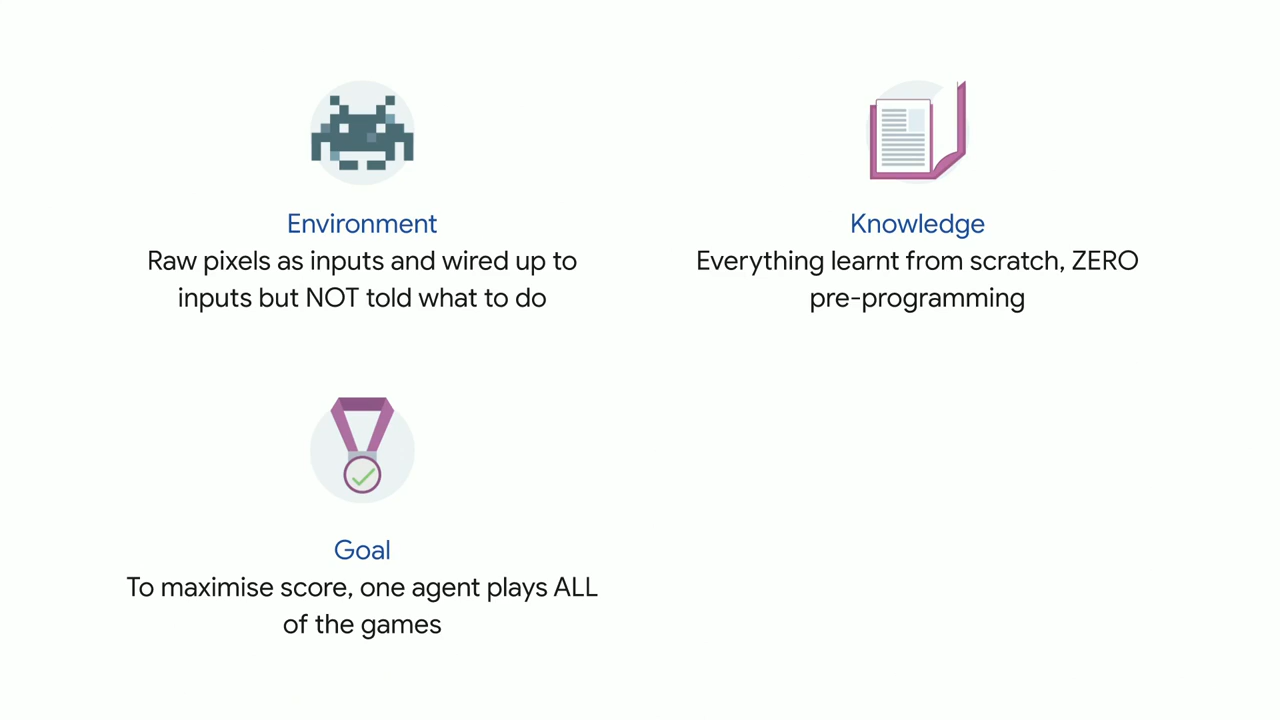 Environment
Raw pixels as inputs and wired up to
inputs but NOT told what to do
Knowledge
Everything learnt from scratch, ZERO
pre-programming
Goal
To maximise score, one agent plays ALL
of the games